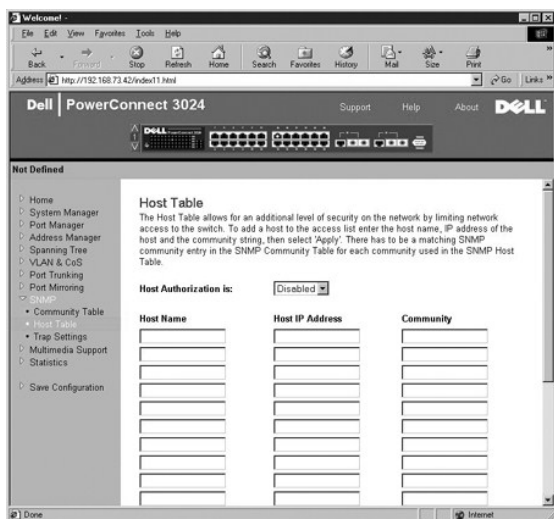 Welcome! -
File Edit View Favorites Tools Help
Back Forward Stop Refresh Home Search Favorites History Mail Size Print
Address http://192.168.73.42/index11.html Go Links »
Dell | PowerConnect 3024 Support Help About DELL
DELL
Not Defined
Home
System Manager
Port Manager
Address Manager
Spanning Tree
VLAN & CoS
Port Trunking
Port Mirroring
SNMP
• Community Table
• Host Table
• Trap Settings
Multimedia Support
Statistics
Save Configuration
Host Table
The Host Table allows for an additional level of security on the network by limiting network
access to the switch. To add a host to the access list enter the host name, IP address of the
host and the community string, then select 'Apply'. There has to be a matching SNMP
community entry in the SNMP Community Table for each community used in the SNMP Host
Table.
Host Authorization is: Disabled
Host Name Host IP Address Community
Done Internet